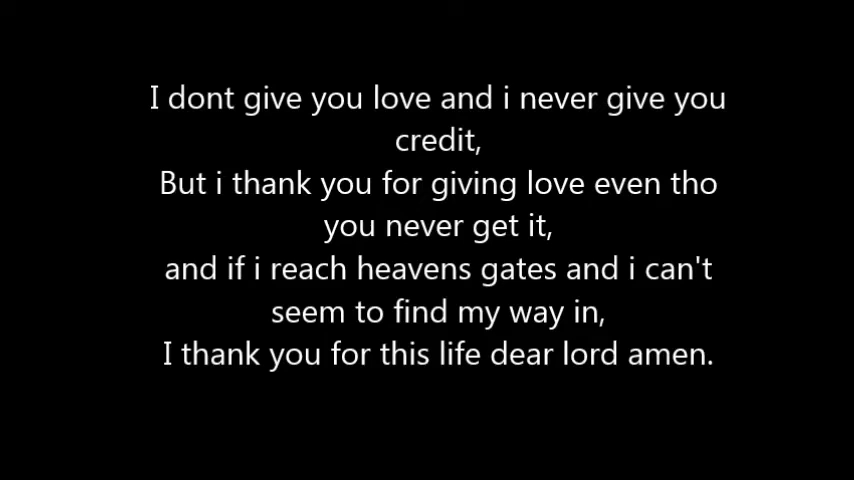 I dont give you love and i never give you
credit,
But i thank you for giving love even tho
you never get it,
and if i reach heavens gates and i can't
seem to find my way in,
I thank you for this life dear lord amen.